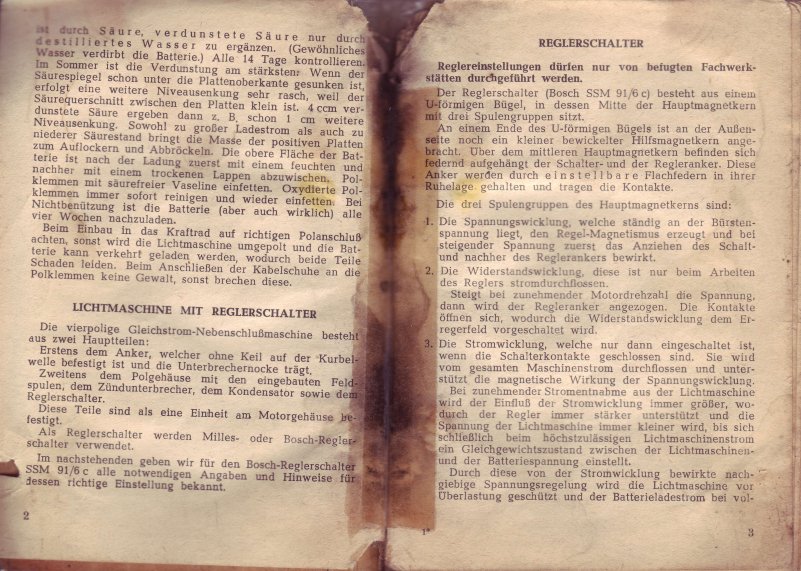 ist durch Säure, verdunstete Säure nur durch
destilliertes Wasser zu ergänzen. (Gewöhnliches
Wasser verdirbt die Batterie.) Alle 14 Tage kontrollieren.
Im Sommer ist die Verdunstung am stärksten: Wenn der
Säurespiegel schon unter die Plattenoberkante gesunken ist,
erfolgt eine weitere Niveausenkung sehr rasch, weil der
Säurequerschnitt zwischen den Platten klein ist. 4 ccm ver-
dunstete Säure ergeben dann z. B. schon 1 cm weitere
Niveausenkung. Sowohl zu großer Ladestrom als auch zu
niederer Säurestand bringt die Masse der positiven Platten
zum Auflockern und Abbröckeln. Die obere Fläche der Bat-
terie ist nach der Ladung zuerst mit einem feuchten und
nachher mit einem trockenen Lappen abzuwischen. Pol-
klemmen mit säurefreier Vaseline einfetten. Oxydierte Pol-
klemmen immer sofort reinigen und wieder einfetten. Bei
Nichtbenützung ist die Batterie (aber auch wirklich) alle
vier Wochen nachzuladen.
Beim Einbau in das Kraftrad auf richtigen Polanschluß
achten, sonst wird die Lichtmaschine umgepolt und die Bat-
terie kann verkehrt geladen werden, wodurch beide Teile
Schaden leiden. Beim Anschließen der Kabelschuhe an die
Polklemmen keine Gewalt, sonst brechen diese.
LICHTMASCHINE MIT REGLERSCHALTER
Die vierpolige Gleichstrom-Nebenschlußmaschine besteht
aus zwei Hauptteilen:
Erstens dem Anker, welcher ohne Keil auf der Kurbel-
welle befestigt ist und die Unterbrechernocke trägt.
Zweitens dem Polgehäuse mit den eingebauten Feld-
spulen, dem Zündunterbrecher, dem Kondensator sowie dem
Reglerschalter.
Diese Teile sind als eine Einheit am Motorgehäuse be-
festigt.
Als Reglerschalter werden Milles- oder Bosch-Regler-
schalter verwendet.
Im nachstehenden geben wir für den Bosch-Reglerschalter
SSM 91/6 c alle notwendigen Angaben und Hinweise für
dessen richtige Einstellung bekannt.
2
REGLERSCHALTER
Reglereinstellungen dürfen nur von befugten Fachwerk-
stätten durchgeführt werden.
Der Reglerschalter (Bosch SSM 91/6 c) besteht aus einem
U-förmigen Bügel, in dessen Mitte der Hauptmagnetkern
mit drei Spulengruppen sitzt.
An einem Ende des U-förmigen Bügels ist an der Außen-
seite noch ein kleiner bewickelter Hilfsmagnetkern ange-
bracht. Über dem mittleren Hauptmagnetkern befinden sich
federnd aufgehängt der Schalter- und der Regleranker. Diese
Anker werden durch einstellbare Flachfedern in ihrer
Ruhelage gehalten und tragen die Kontakte.
Die drei Spulengruppen des Hauptmagnetkerns sind:
1. Die Spannungswicklung, welche ständig an der Bürsten-
spannung liegt, den Regel-Magnetismus erzeugt und bei
steigender Spannung zuerst das Anziehen des Schalt-
und nachher des Reglerankers bewirkt.
2. Die Widerstandswicklung, diese ist nur beim Arbeiten
des Reglers stromdurchflossen.
Steigt bei zunehmender Motordrehzahl die Spannung,
dann wird der Regleranker angezogen. Die Kontakte
öffnen sich, wodurch die Widerstandswicklung dem Er-
regerfeld vorgeschaltet wird.
3. Die Stromwicklung, welche nur dann eingeschaltet ist,
wenn die Schalterkontakte geschlossen sind. Sie wird
vom gesamten Maschinenstrom durchflossen und unter-
stützt die magnetische Wirkung der Spannungswicklung.
Bei zunehmender Stromentnahme aus der Lichtmaschine
wird der Einfluß der Stromwicklung immer größer, wo-
durch der Regler immer stärker unterstützt und die
Spannung der Lichtmaschine immer kleiner wird, bis sich
schließlich beim höchstzulässigen Lichtmaschinenstrom
ein Gleichgewichtszustand zwischen der Lichtmaschinen-
und der Batteriespannung einstellt.
Durch diese von der Stromwicklung bewirkte nach-
giebige Spannungsregelung wird die Lichtmaschine vor
Überlastung geschützt und der Batterieladestrom bei vol-
1*
3